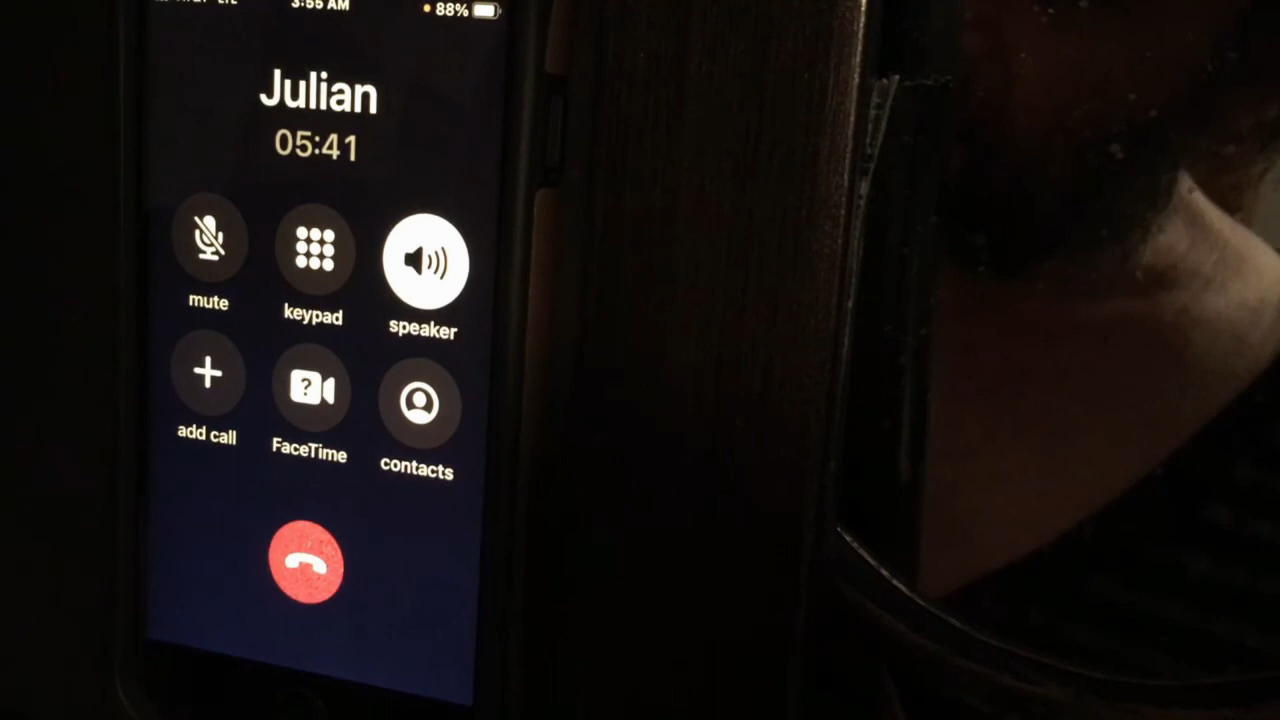 3:55 AM
88%
Julian
05:41
mute
keypad
speaker
add call
?
FaceTime
contacts